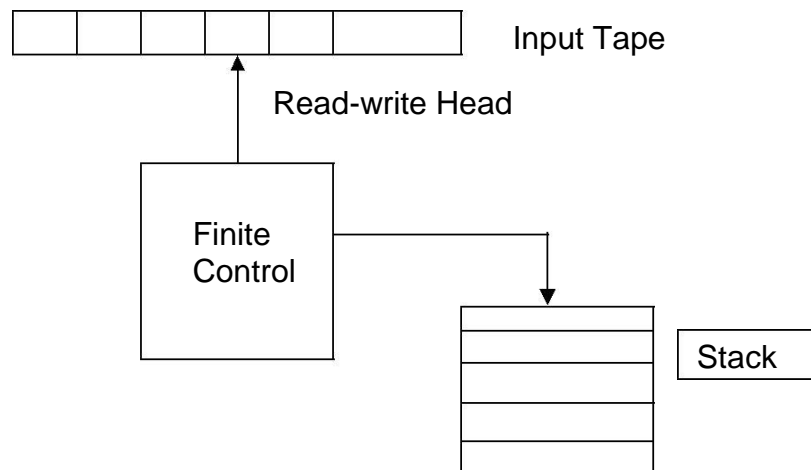 Input Tape
Read-write Head
Finite
Control
Stack